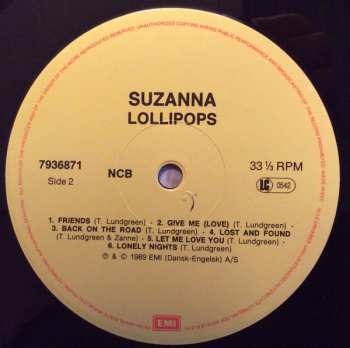 SUZANNA
LOLLIPOPS
7936871
Side 2
NCB
33 ⅓ RPM
LC 0542
1. FRIENDS (T. Lundgreen) - 2. GIVE ME (LOVE) (T. Lundgreen)
3. BACK ON THE ROAD (T. Lundgreen) - 4. LOST AND FOUND
(T. Lundgreen & Zanne) - 5. LET ME LOVE YOU (T. Lundgreen)
6. LONELY NIGHTS (T. Lundgreen)
℗ & © 1989 EMI (Dansk-Engelsk) A/S
EMI